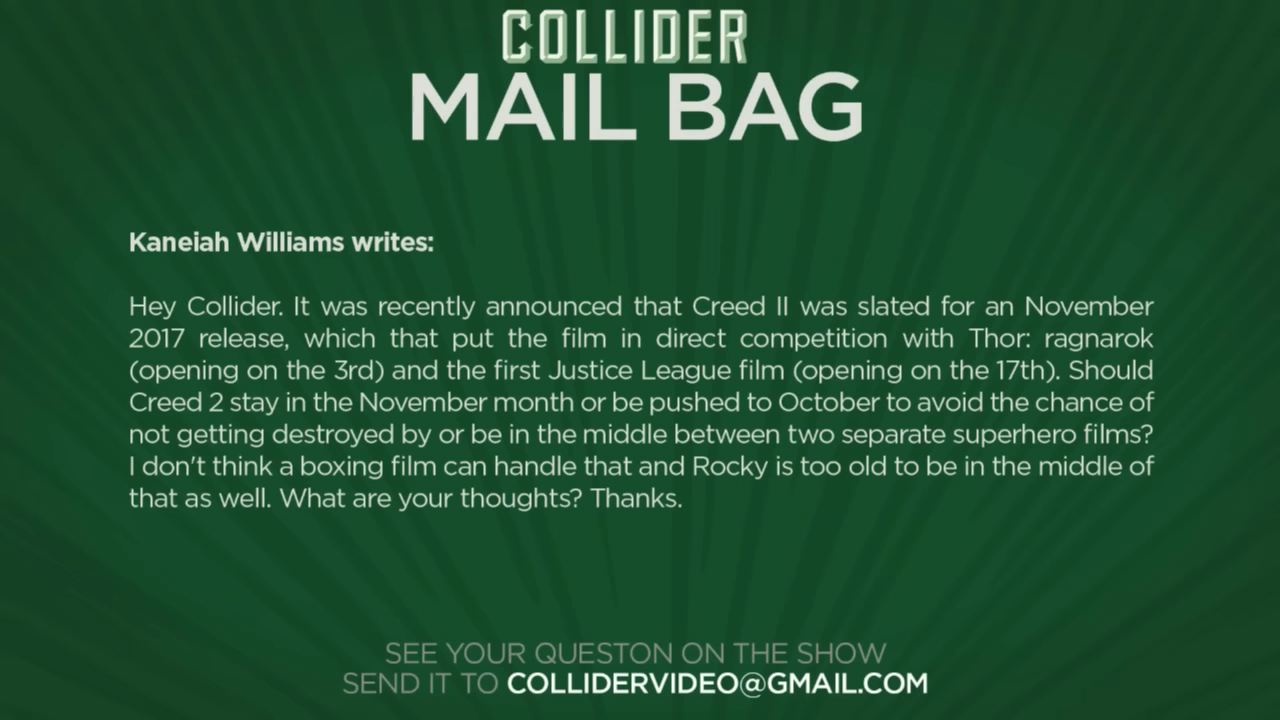 COLLIDER
MAIL BAG
Kaneiah Williams writes:
Hey Collider. It was recently announced that Creed II was slated for an November
2017 release, which that put the film in direct competition with Thor: ragnarok
(opening on the 3rd) and the first Justice League film (opening on the 17th). Should
Creed 2 stay in the November month or be pushed to October to avoid the chance of
not getting destroyed by or be in the middle between two separate superhero films?
I don't think a boxing film can handle that and Rocky is too old to be in the middle of
that as well. What are your thoughts? Thanks.
SEE YOUR QUESTON ON THE SHOW
SEND IT TO COLLIDERVIDEO@GMAIL.COM